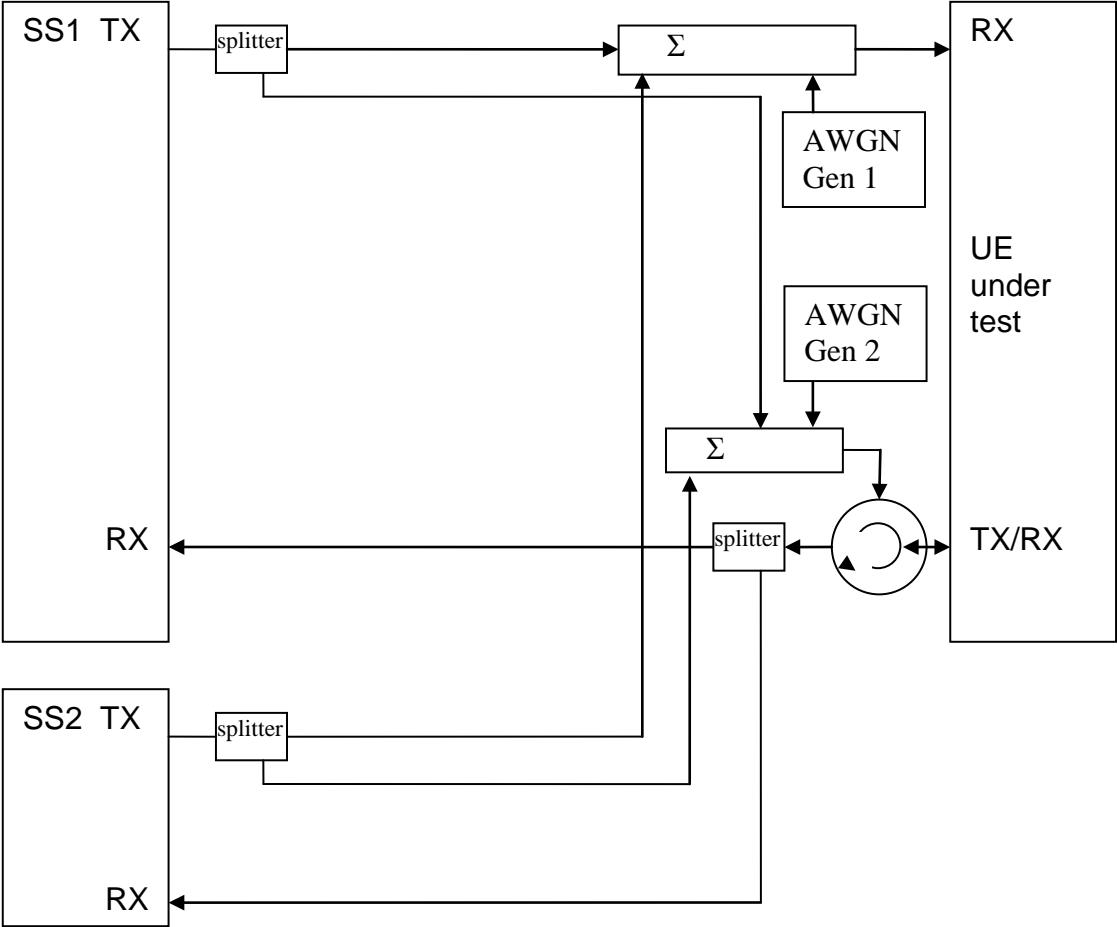 SS1 TX
splitter
Σ
RX
AWGN
Gen 1
UE
under
test
AWGN
Gen 2
Σ
RX
splitter
TX/RX
SS2 TX
splitter
RX